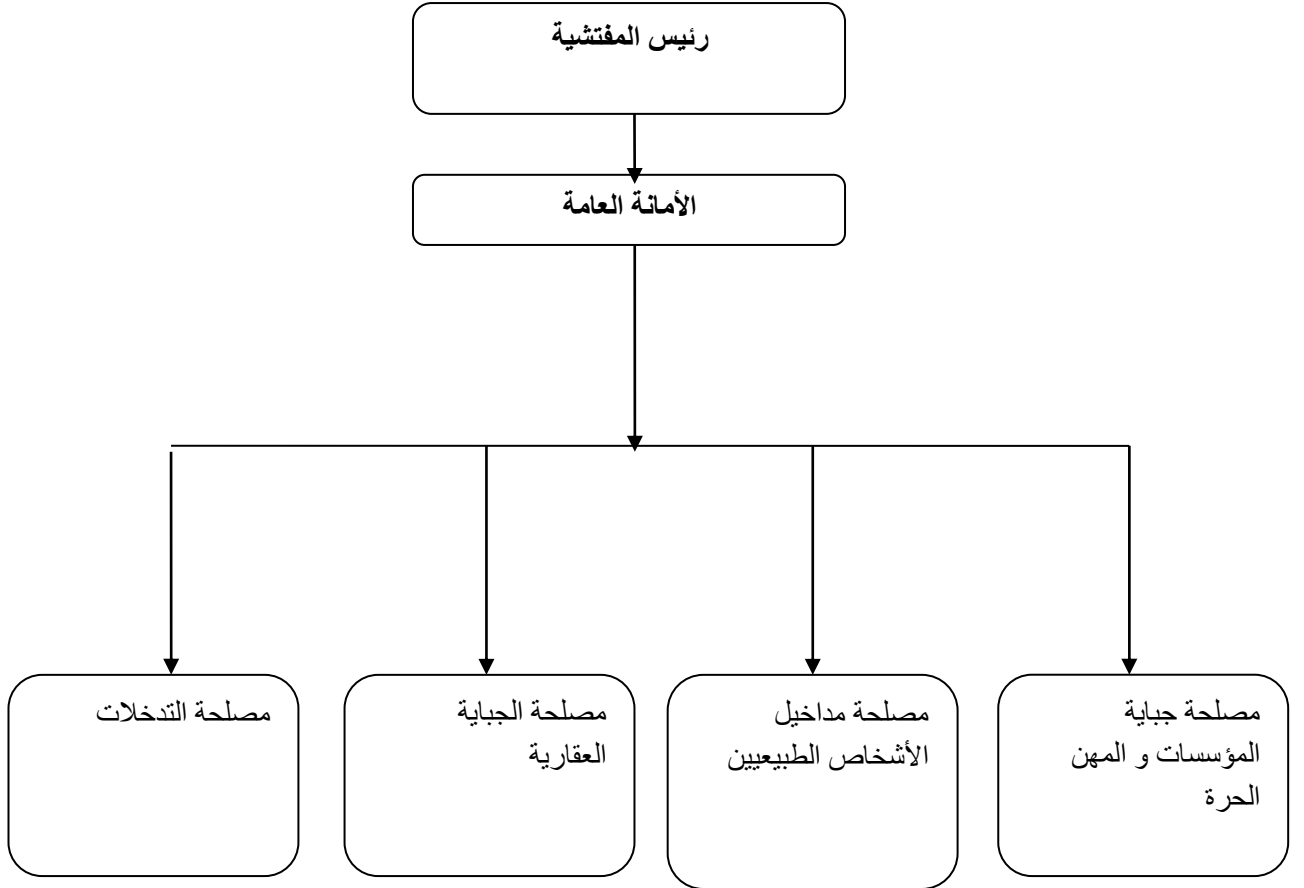 رئيس المفتشية
الأمانة العامة
مصلحة جباية
المؤسسات و المهن
الحرة
مصلحة مداخيل
الأشخاص الطبيعيين
مصلحة الجباية
العقارية
مصلحة التدخلات